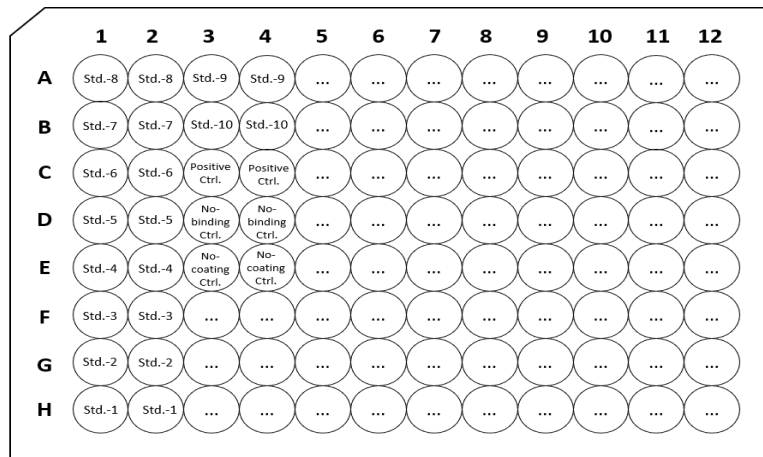 1 2 3 4 5 6 7 8 9 10 11 12
A Std.-8 Std.-8 Std.-9 Std.-9 ... ... ... ... ... ... ... ...
B Std.-7 Std.-7 Std.-10 Std.-10 ... ... ... ... ... ... ... ...
C Std.-6 Std.-6 Positive Ctrl. Positive Ctrl. ... ... ... ... ... ... ... ...
D Std.-5 Std.-5 No-binding Ctrl. No-binding Ctrl. ... ... ... ... ... ... ... ...
E Std.-4 Std.-4 No-coating Ctrl. No-coating Ctrl. ... ... ... ... ... ... ... ...
F Std.-3 Std.-3 ... ... ... ... ... ... ... ... ... ...
G Std.-2 Std.-2 ... ... ... ... ... ... ... ... ... ...
H Std.-1 Std.-1 ... ... ... ... ... ... ... ... ... ...